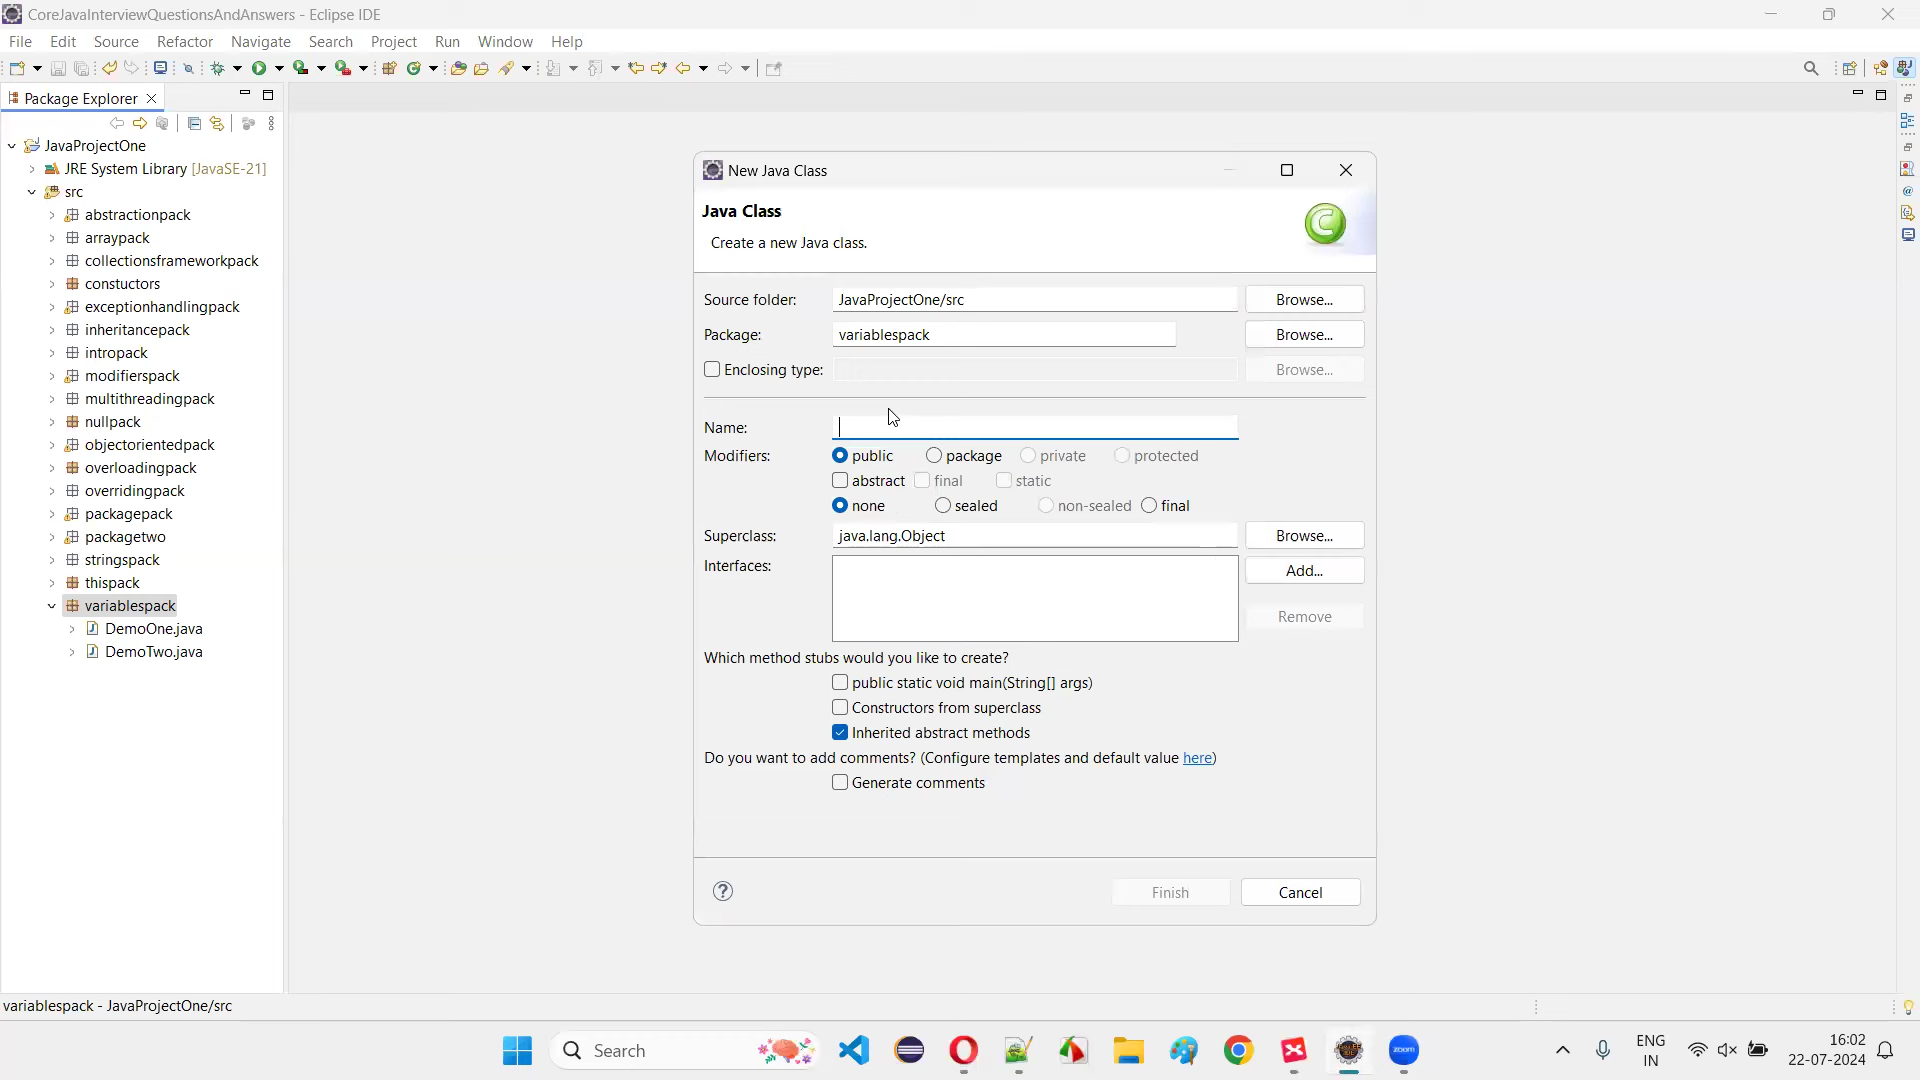 CoreJavaInterviewQuestionsAndAnswers - Eclipse IDE
File Edit Source Refactor Navigate Search Project Run Window Help
Package Explorer
JavaProjectOne
JRE System Library [JavaSE-21]
src
abstractionpack
arraypack
collectionsframeworkpack
constuctors
exceptionhandlingpack
inheritancepack
intropack
modifierspack
multithreadingpack
nullpack
objectorientedpack
overloadingpack
overridingpack
packagepack
packagetwo
stringspack
thispack
variablespack
DemoOne.java
DemoTwo.java
New Java Class
Java Class
Create a new Java class.
Source folder: JavaProjectOne/src Browse...
Package: variablespack Browse...
Enclosing type: Browse...
Name:
Modifiers: public package private protected
abstract final static
none sealed non-sealed final
Superclass: java.lang.Object Browse...
Interfaces: Add...
Remove
Which method stubs would you like to create?
public static void main(String[] args)
Constructors from superclass
Inherited abstract methods
Do you want to add comments? (Configure templates and default value here)
Generate comments
Finish Cancel
variablespack - JavaProjectOne/src
Search
zoom
ENG
IN
16:02
22-07-2024